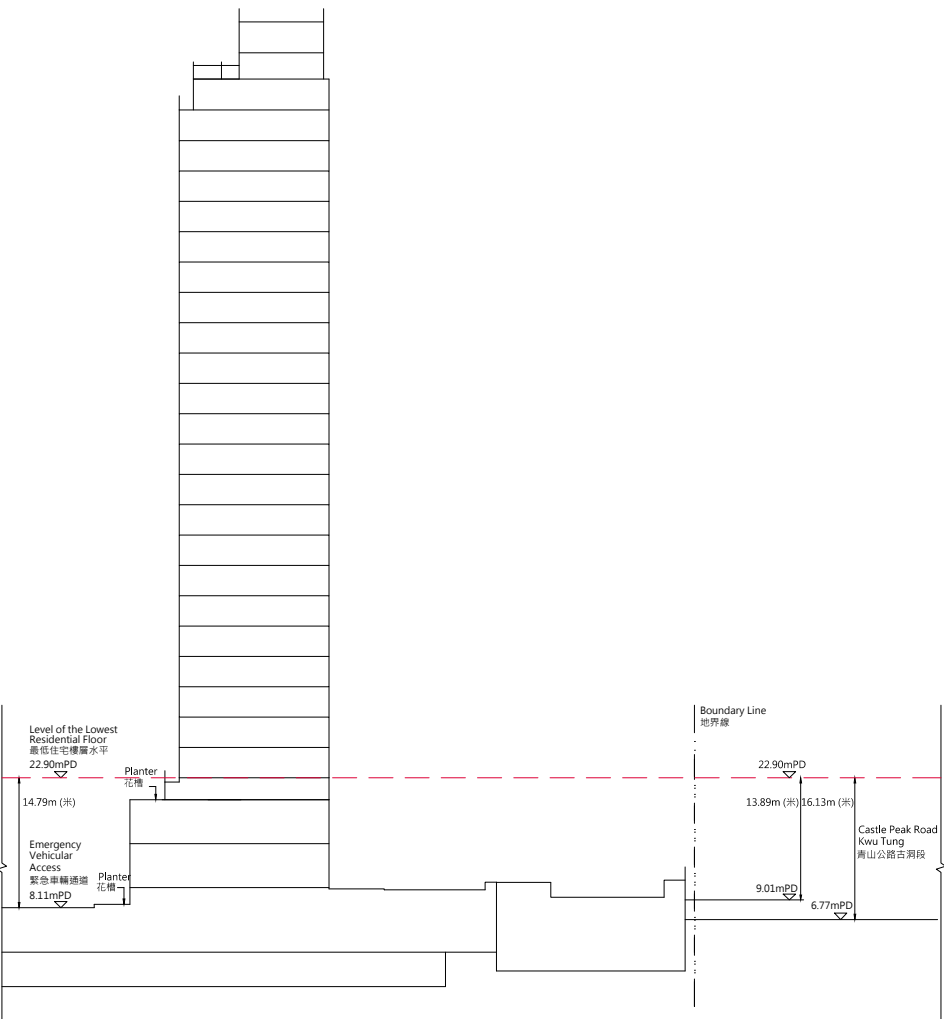 Boundary Line
地界線
Level of the Lowest
Residential Floor
最低住宅樓層水平
22.90mPD
22.90mPD
Planter
花槽
14.79m (米)
13.89m (米)
16.13m (米)
Castle Peak Road
Kwu Tung
青山公路古洞段
Emergency
Vehicular
Access
緊急車輛通道
8.11mPD
Planter
花槽
9.01mPD
6.77mPD